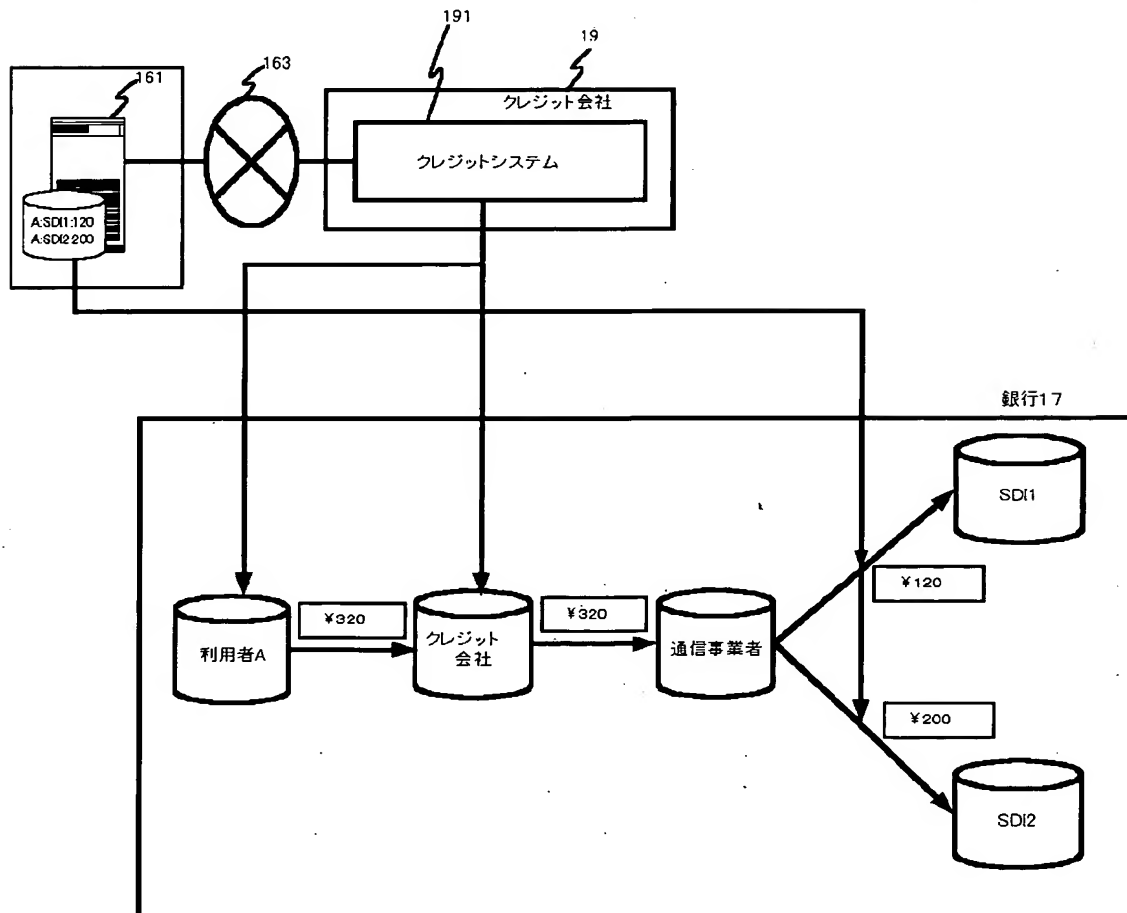 191
19
163
161
クレジット会社
クレジットシステム
A:SDI1:120
A:SDI2:200
銀行17
SDI1
¥120
¥320
¥320
利用者A
クレジット
会社
通信事業者
¥200
SDI2